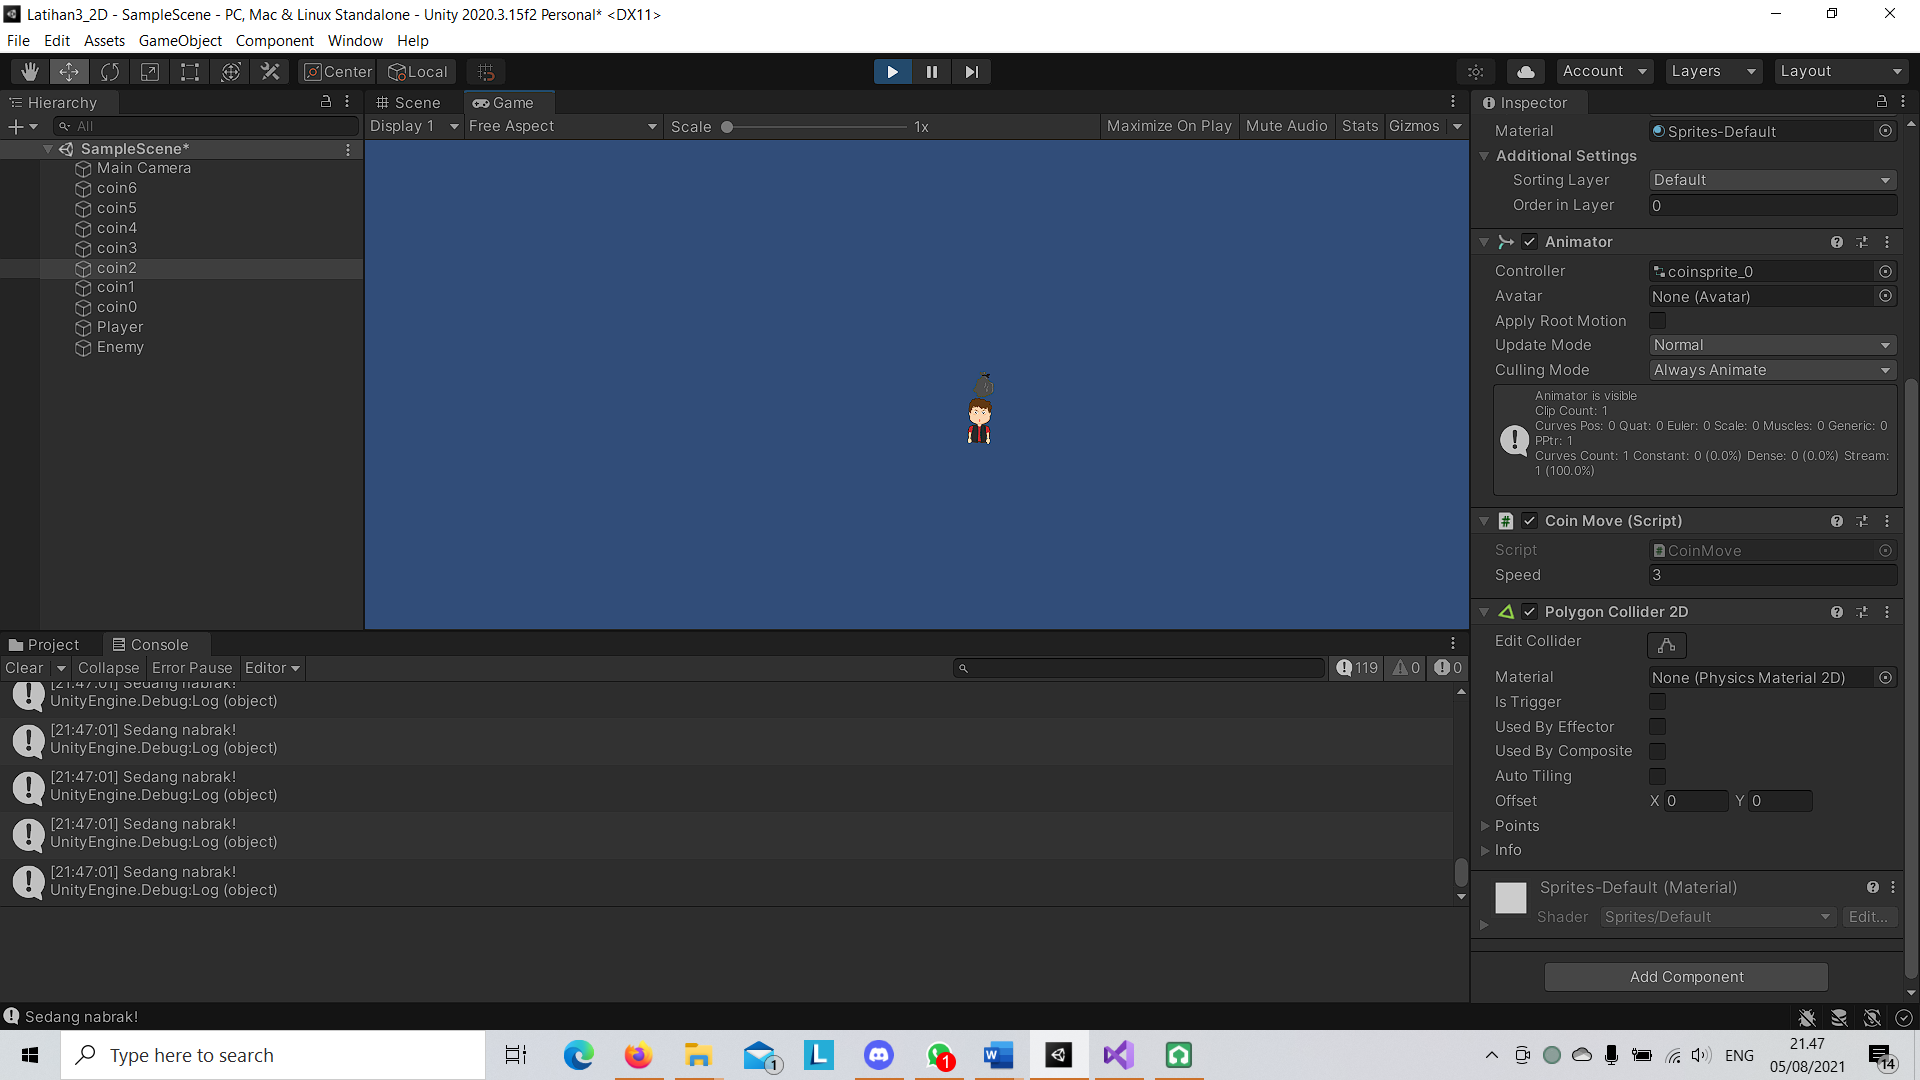 Latihan3_2D - SampleScene - PC, Mac & Linux Standalone - Unity 2020.3.15f2 Personal* <DX11>
File Edit Assets GameObject Component Window Help
Center Local Account Layers Layout
Hierarchy
All
SampleScene*
Main Camera
coin6
coin5
coin4
coin3
coin2
coin1
coin0
Player
Enemy
Scene Game
Display 1 Free Aspect Scale 1x Maximize On Play Mute Audio Stats Gizmos
Inspector
Material Sprites-Default
Additional Settings
Sorting Layer Default
Order in Layer 0
Animator
Controller coinsprite_0
Avatar None (Avatar)
Apply Root Motion
Update Mode Normal
Culling Mode Always Animate
Animator is visible
Clip Count: 1
Curves Pos: 0 Quat: 0 Euler: 0 Scale: 0 Muscles: 0 Generic: 0
PPtr: 1
Curves Count: 1 Constant: 0 (0.0%) Dense: 0 (0.0%) Stream:
1 (100.0%)
Coin Move (Script)
Script CoinMove
Speed 3
Polygon Collider 2D
Edit Collider
Material None (Physics Material 2D)
Is Trigger
Used By Effector
Used By Composite
Auto Tiling
Offset X 0 Y 0
Points
Info
Sprites-Default (Material)
Shader Sprites/Default Edit...
Add Component
Project Console
Clear Collapse Error Pause Editor 119 0 0
[21:47:01] Sedang nabrak!
UnityEngine.Debug:Log (object)
[21:47:01] Sedang nabrak!
UnityEngine.Debug:Log (object)
[21:47:01] Sedang nabrak!
UnityEngine.Debug:Log (object)
[21:47:01] Sedang nabrak!
UnityEngine.Debug:Log (object)
[21:47:01] Sedang nabrak!
UnityEngine.Debug:Log (object)
Sedang nabrak!
Type here to search
1
L
1
W
ENG
21.47
05/08/2021
14